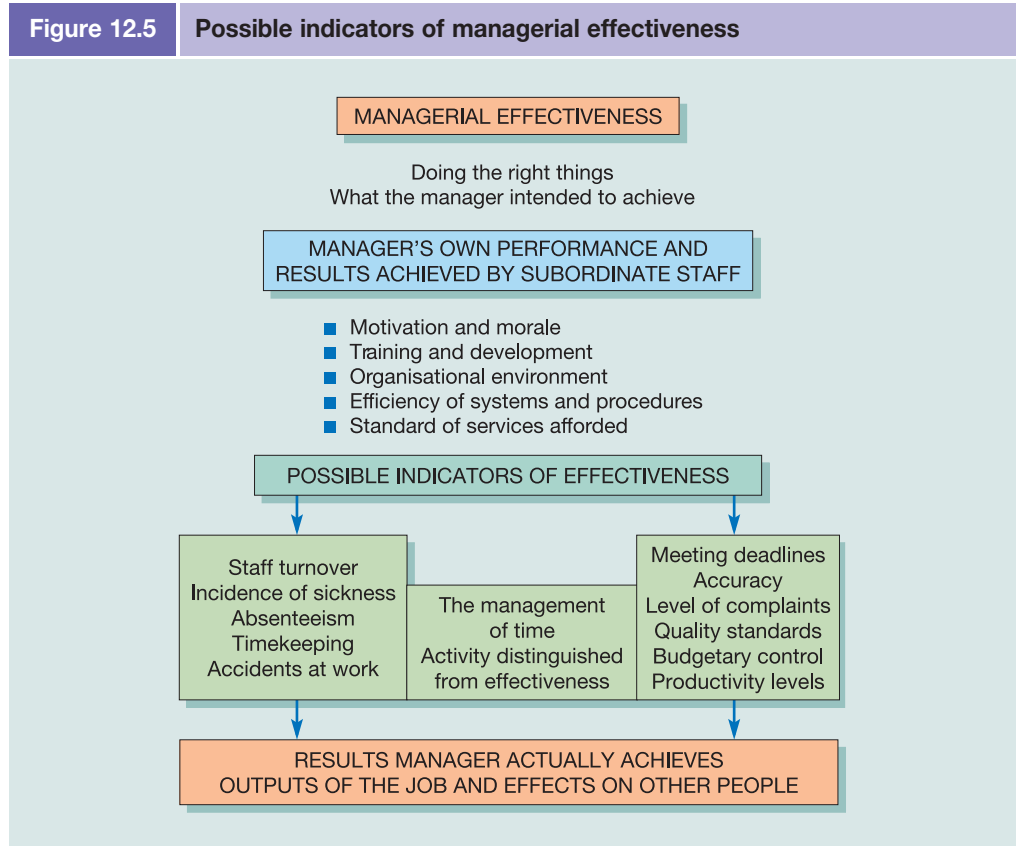 Figure 12.5 Possible indicators of managerial effectiveness
MANAGERIAL EFFECTIVENESS
Doing the right things
What the manager intended to achieve
MANAGER'S OWN PERFORMANCE AND
RESULTS ACHIEVED BY SUBORDINATE STAFF
Motivation and morale
Training and development
Organisational environment
Efficiency of systems and procedures
Standard of services afforded
POSSIBLE INDICATORS OF EFFECTIVENESS
Staff turnover
Incidence of sickness
Absenteeism
Timekeeping
Accidents at work
The management
of time
Activity distinguished
from effectiveness
Meeting deadlines
Accuracy
Level of complaints
Quality standards
Budgetary control
Productivity levels
RESULTS MANAGER ACTUALLY ACHIEVES
OUTPUTS OF THE JOB AND EFFECTS ON OTHER PEOPLE